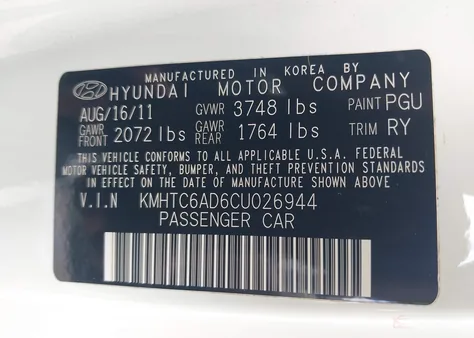 MANUFACTURED IN KOREA BY
HYUNDAI MOTOR COMPANY
AUG/16/11 GVWR 3748 lbs PAINT PGU
GAWR FRONT 2072 lbs GAWR REAR 1764 lbs TRIM RY
THIS VEHICLE CONFORMS TO ALL APPLICABLE U.S.A. FEDERAL
MOTOR VEHICLE SAFETY, BUMPER, AND THEFT PREVENTION STANDARDS
IN EFFECT ON THE DATE OF MANUFACTURE SHOWN ABOVE.
V.I.N KMHTC6AD6CU026944
PASSENGER CAR